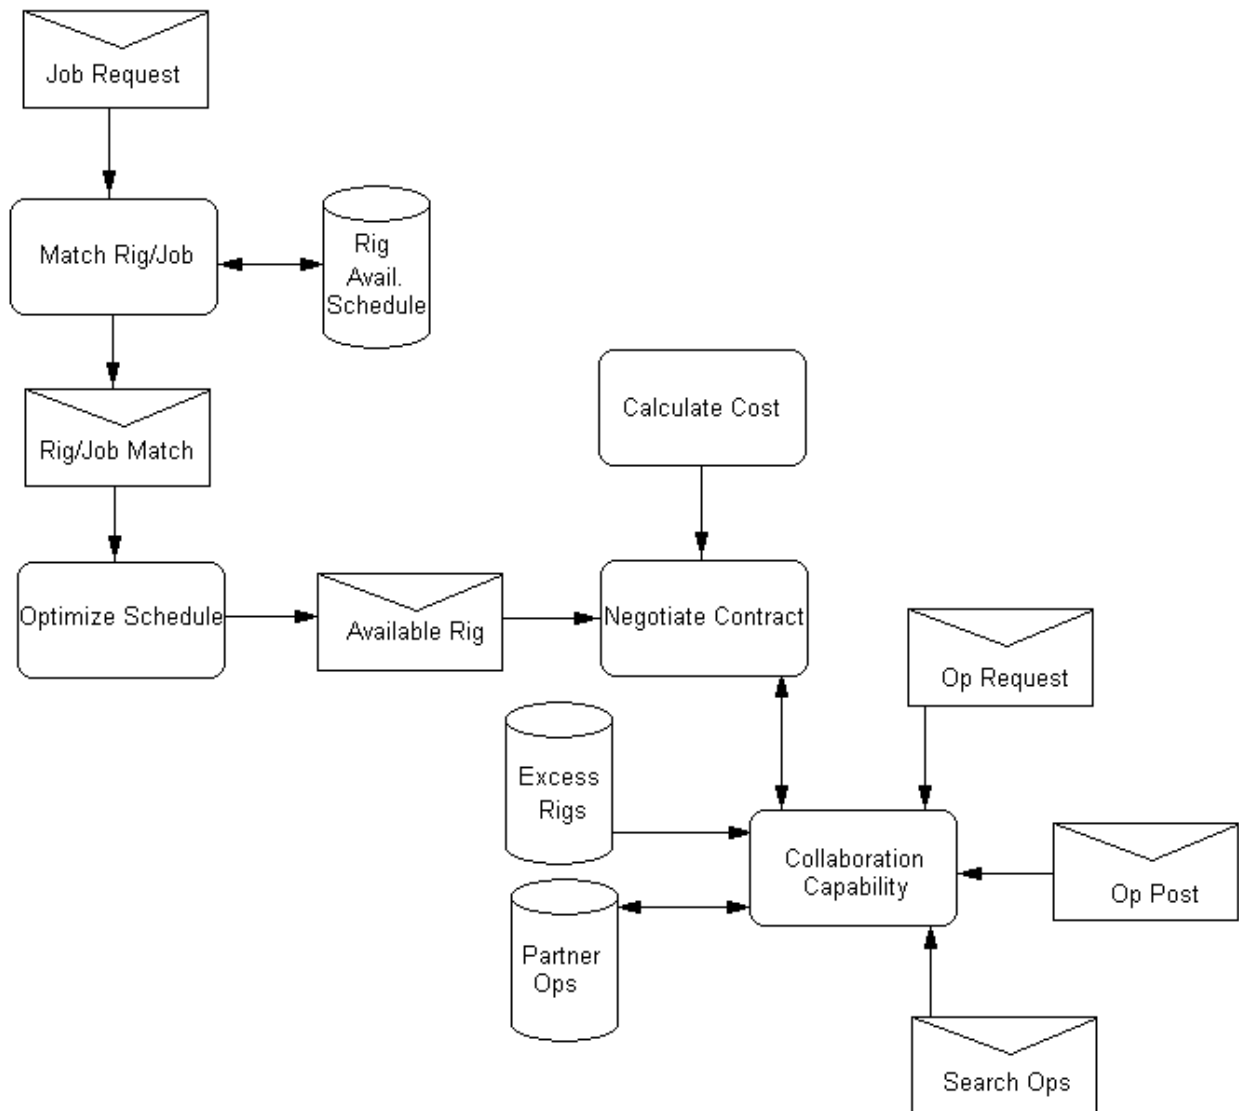 Job Request
Match Rig/Job
Rig
Avail.
Schedule
Rig/Job Match
Calculate Cost
Optimize Schedule
Available Rig
Negotiate Contract
Op Request
Excess
Rigs
Collaboration
Capability
Op Post
Partner
Ops
Search Ops